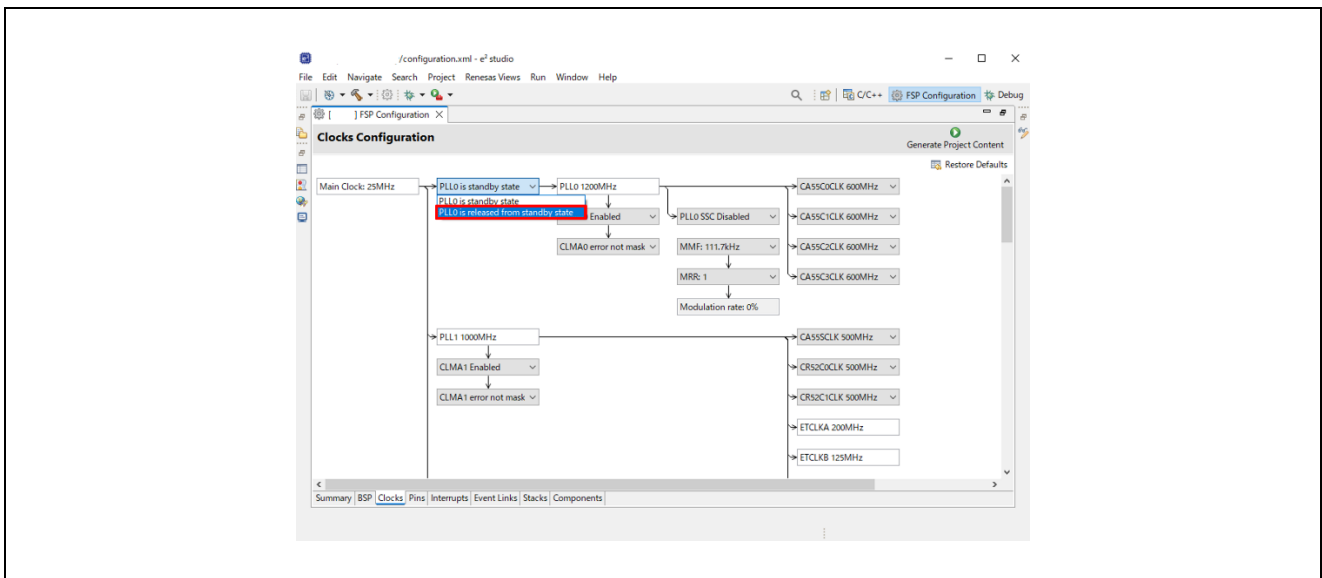 /configuration.xml - e² studio
File Edit Navigate Search Project Renesas Views Run Window Help
C/C++ FSP Configuration Debug
[ ] FSP Configuration
Clocks Configuration
Generate Project Content
Restore Defaults
Main Clock: 25MHz PLL0 is standby state PLL0 1200MHz CA55C0CLK 600MHz
PLL0 is standby state
PLL0 is released from standby state Enabled PLL0 SSC Disabled CA55C1CLK 600MHz
CLMA0 error not mask MMF: 111.7kHz CA55C2CLK 600MHz
MRR: 1 CA55C3CLK 600MHz
Modulation rate: 0%
PLL1 1000MHz CA55SCLK 500MHz
CLMA1 Enabled CR52C0CLK 500MHz
CLMA1 error not mask CR52C1CLK 500MHz
ETCLKA 200MHz
ETCLKB 125MHz
Summary BSP Clocks Pins Interrupts Event Links Stacks Components